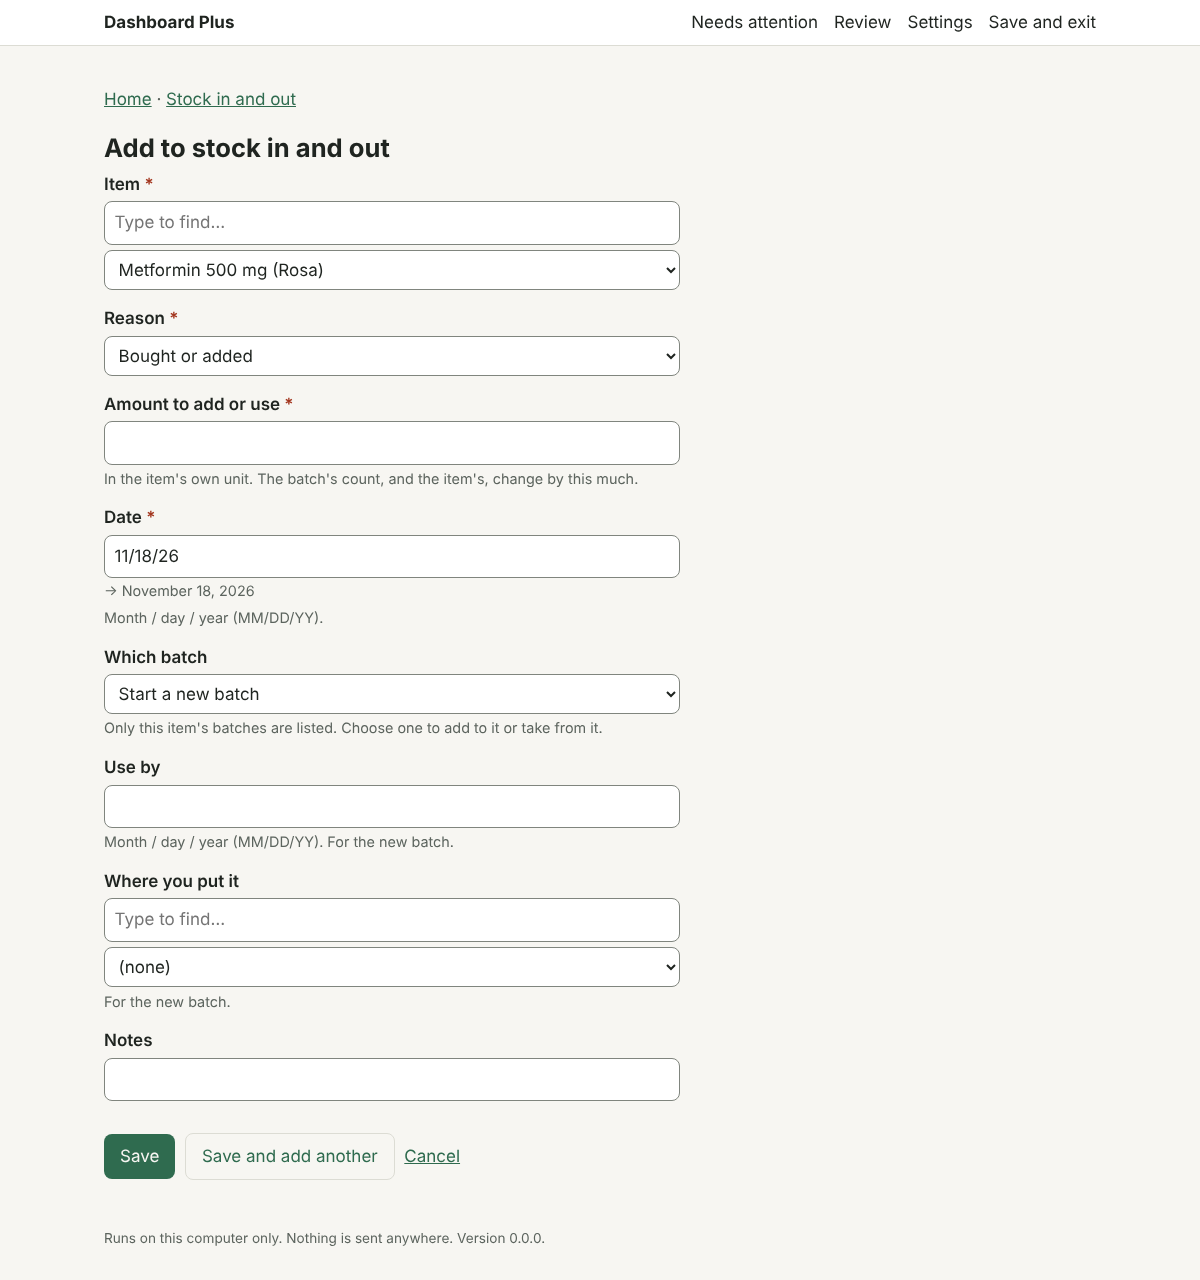 Dashboard Plus
Needs attention Review Settings Save and exit
Home · Stock in and out
Add to stock in and out
Item *
Type to find...
Metformin 500 mg (Rosa)
Reason *
Bought or added
Amount to add or use *
In the item's own unit. The batch's count, and the item's, change by this much.
Date *
11/18/26
→ November 18, 2026
Month / day / year (MM/DD/YY).
Which batch
Start a new batch
Only this item's batches are listed. Choose one to add to it or take from it.
Use by
Month / day / year (MM/DD/YY). For the new batch.
Where you put it
Type to find...
(none)
For the new batch.
Notes
Save Save and add another Cancel
Runs on this computer only. Nothing is sent anywhere. Version 0.0.0.